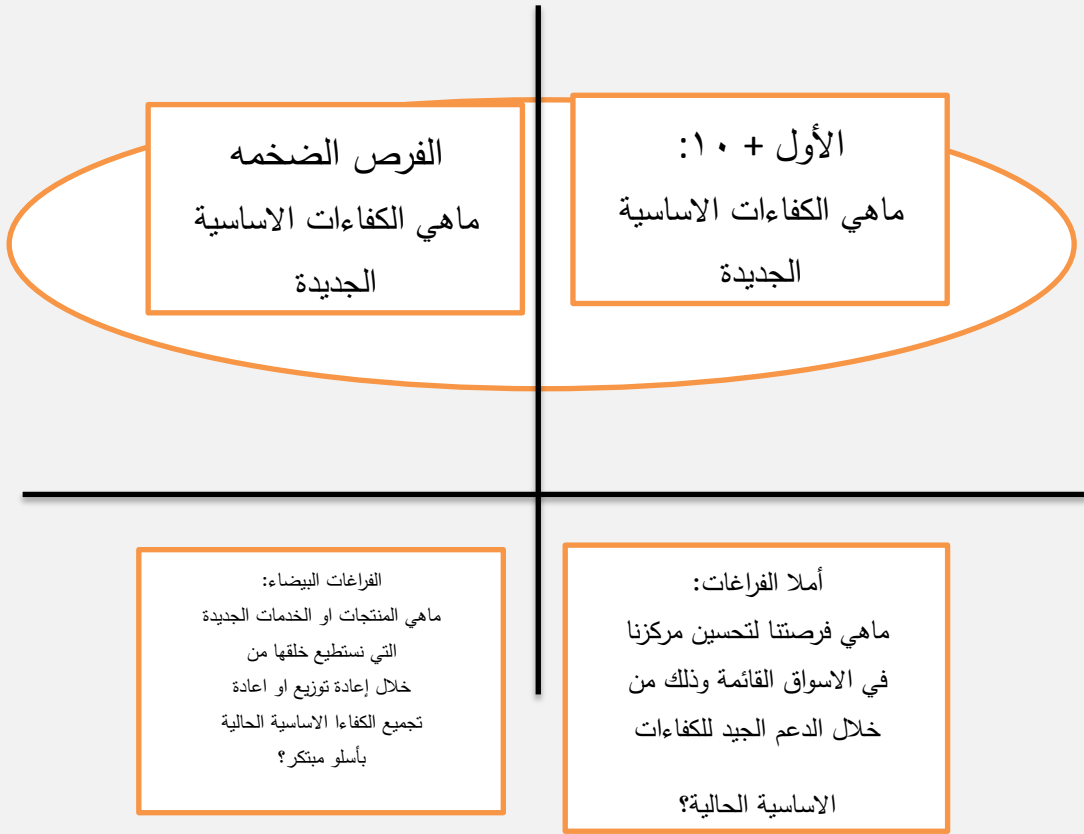 الأول + ١٠:
ماهي الكفاءات الاساسية
الجديدة
الفرص الضخمه
ماهي الكفاءات الاساسية
الجديدة
أملا الفراغات:
ماهي فرصتنا لتحسين مركزنا
في الاسواق القائمة وذلك من
خلال الدعم الجيد للكفاءات
الاساسية الحالية؟
الفراغات البيضاء:
ماهي المنتجات او الخدمات الجديدة
التي نستطيع خلقها من
خلال إعادة توزيع او اعادة
تجميع الكفاءا الاساسية الحالية
بأسلو مبتكر؟